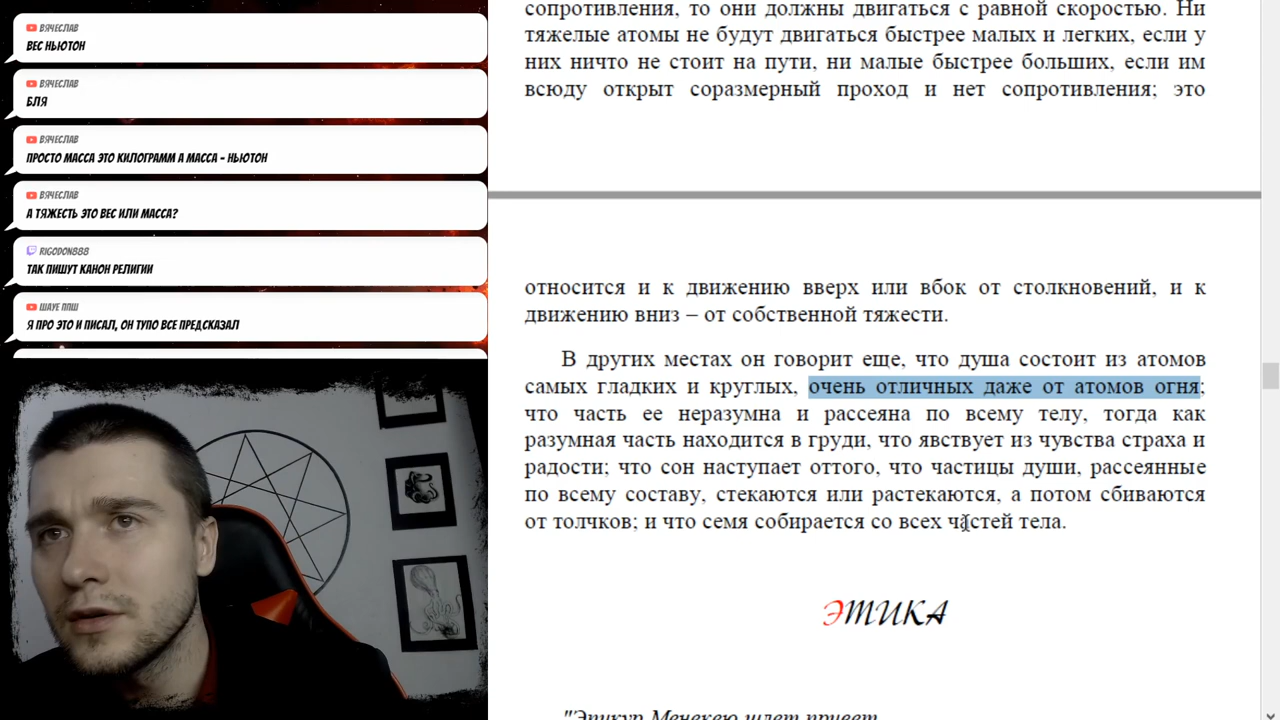 ВЯЧЕСЛАВ
ВЕС НЬЮТОН
ВЯЧЕСЛАВ
БЛЯ
ВЯЧЕСЛАВ
ПРОСТО МАССА ЭТО КИЛОГРАММ А МАССА - НЬЮТОН
ВЯЧЕСЛАВ
А ТЯЖЕСТЬ ЭТО ВЕС ИЛИ МАССА?
RIGODON888
ТАК ПИШУТ КАНОН РЕЛИГИИ
ШАУЕ ППШ
Я ПРО ЭТО И ПИСАЛ, ОН ТУПО ВСЕ ПРЕДСКАЗАЛ
сопротивления, то они должны двигаться с равной скоростью. Ни
тяжелые атомы не будут двигаться быстрее малых и легких, если у
них ничто не стоит на пути, ни малые быстрее больших, если им
всюду открыт соразмерный проход и нет сопротивления; это
относится и к движению вверх или вбок от столкновений, и к
движению вниз – от собственной тяжести.
В других местах он говорит еще, что душа состоит из атомов
самых гладких и круглых, очень отличных даже от атомов огня;
что часть ее неразумна и рассеяна по всему телу, тогда как
разумная часть находится в груди, что явствует из чувства страха и
радости; что сон наступает оттого, что частицы души, рассеянные
по всему составу, стекаются или растекаются, а потом сбиваются
от толчков; и что семя собирается со всех частей тела.
ЭТИКА
"Эпикур Менекею шлет привет